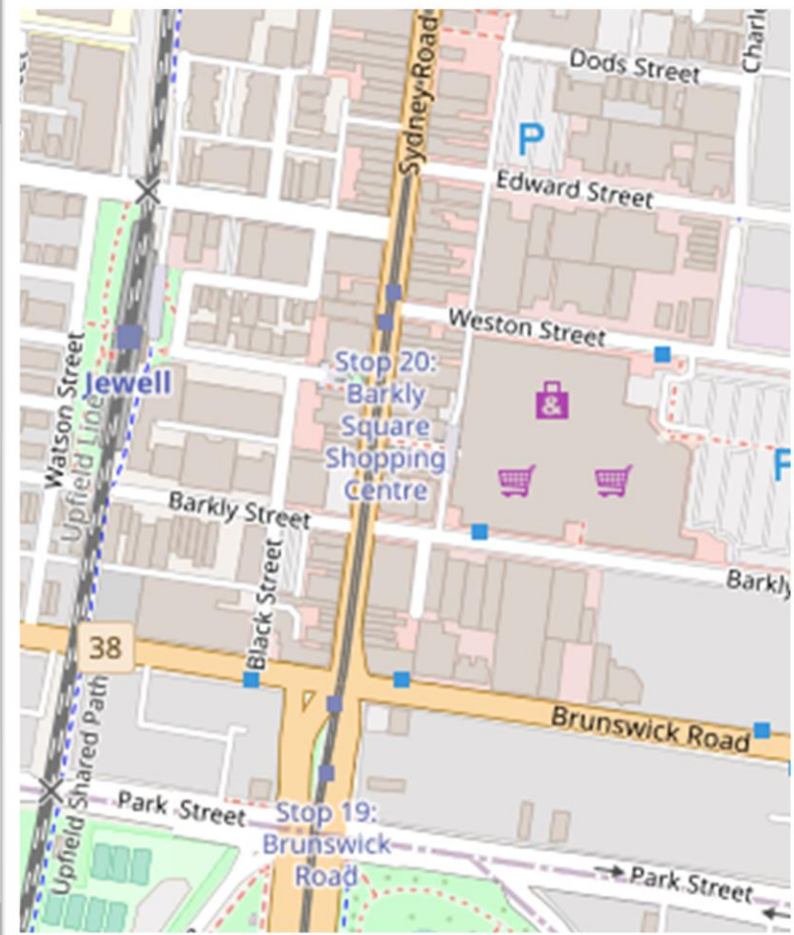 Dods Street
Charl
Sydney Road
P
Edward Street
Weston Street
&
Stop 20:
Barkly
Square
Shopping
Centre
Jewell
Watson Street
Upfield Line
P
Barkly Street
Barkly
Black Street
38
Brunswick Road
Upfield Shared Path
Park Street
Stop 19:
Brunswick
Road
Park Street